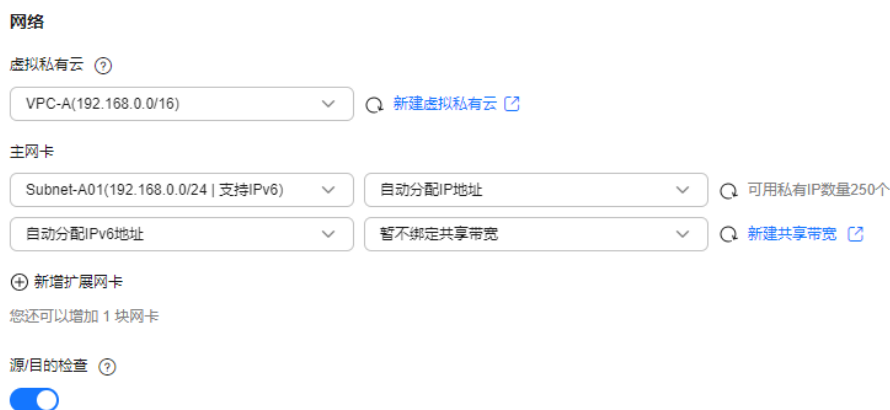 网络
虚拟私有云
VPC-A(192.168.0.0/16) 新建虚拟私有云
主网卡
Subnet-A01(192.168.0.0/24 | 支持IPv6) 自动分配IP地址 可用私有IP数量250个
自动分配IPv6地址 暂不绑定共享带宽 新建共享带宽
新增扩展网卡
您还可以增加 1 块网卡
源/目的检查